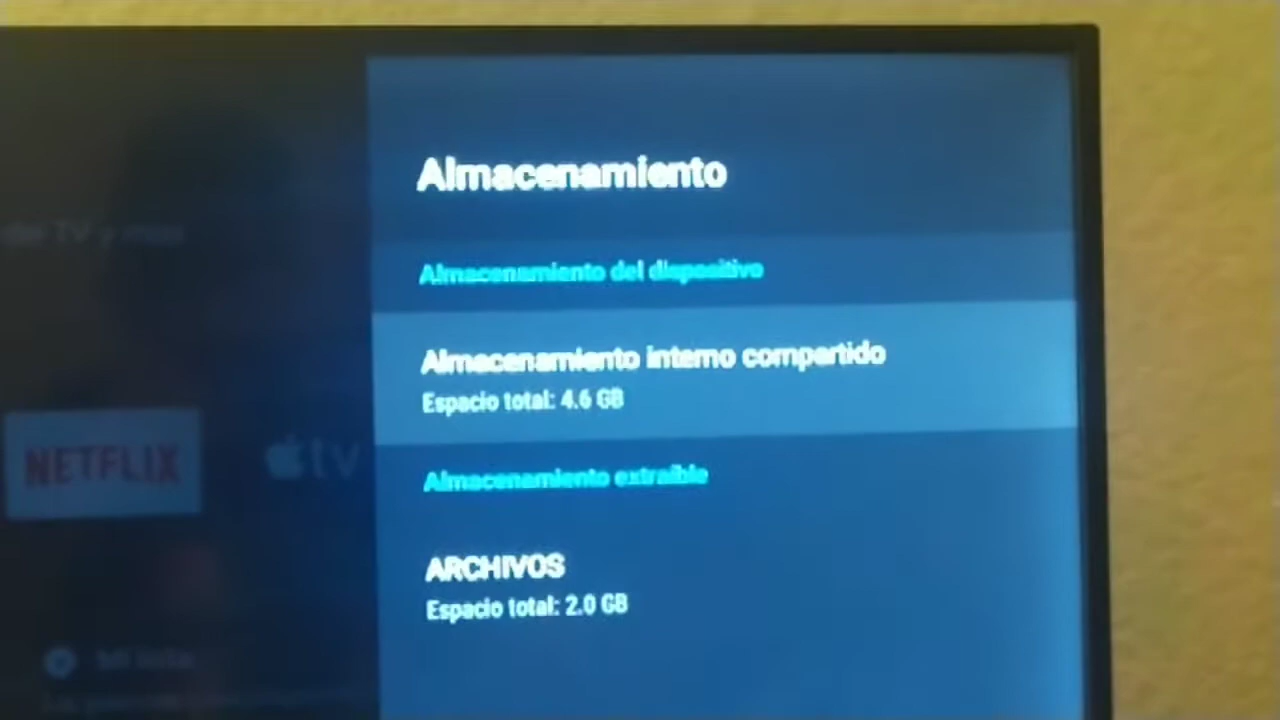 Almacenamiento
Almacenamiento del dispositivo
Almacenamiento interno compartido
Espacio total: 4.6 GB
NETFLIX
tv
Almacenamiento extraíble
ARCHIVOS
Espacio total: 2.0 GB